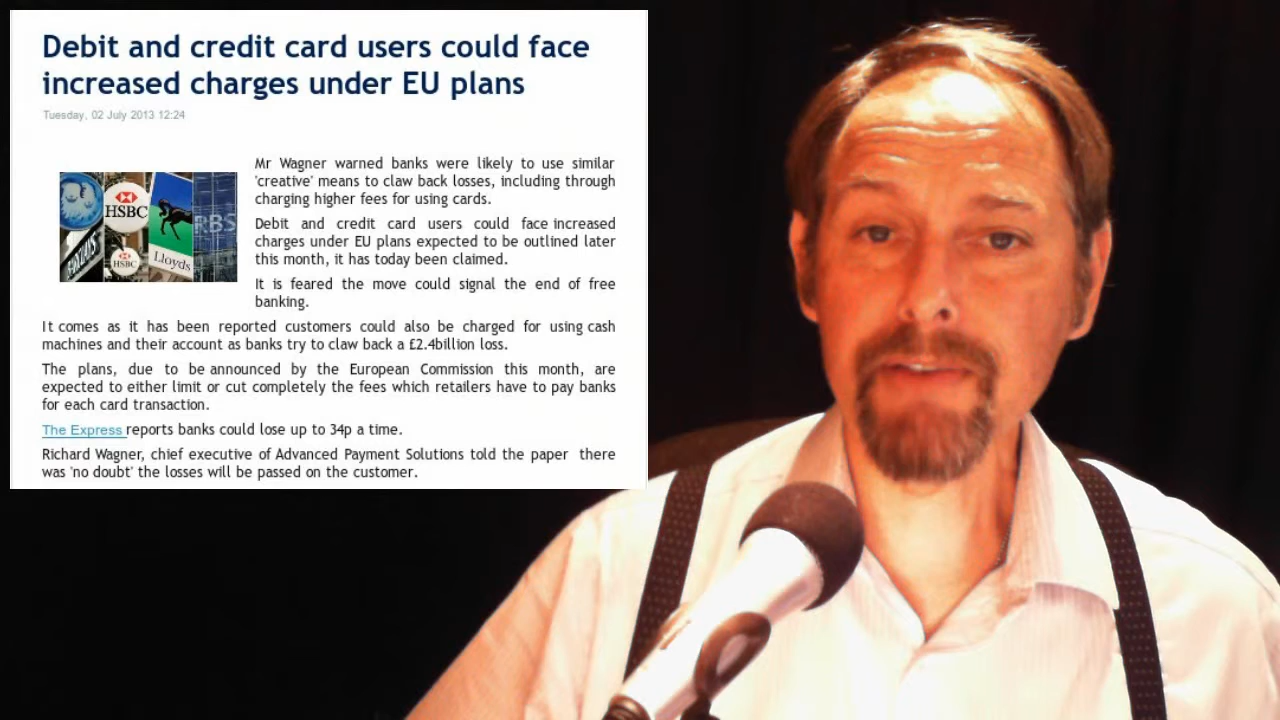 Debit and credit card users could face
increased charges under EU plans
Tuesday, 02 July 2013 12:24
Mr Wagner warned banks were likely to use similar
'creative' means to claw back losses, including through
charging higher fees for using cards.
Debit and credit card users could face increased
charges under EU plans expected to be outlined later
this month, it has today been claimed.
It is feared the move could signal the end of free
banking.
HSBC
RBS
BARCLAYS
HSBC
Lloyds
It comes as it has been reported customers could also be charged for using cash
machines and their account as banks try to claw back a £2.4billion loss.
The plans, due to be announced by the European Commission this month, are
expected to either limit or cut completely the fees which retailers have to pay banks
for each card transaction.
The Express reports banks could lose up to 34p a time.
Richard Wagner, chief executive of Advanced Payment Solutions told the paper there
was 'no doubt' the losses will be passed on the customer.